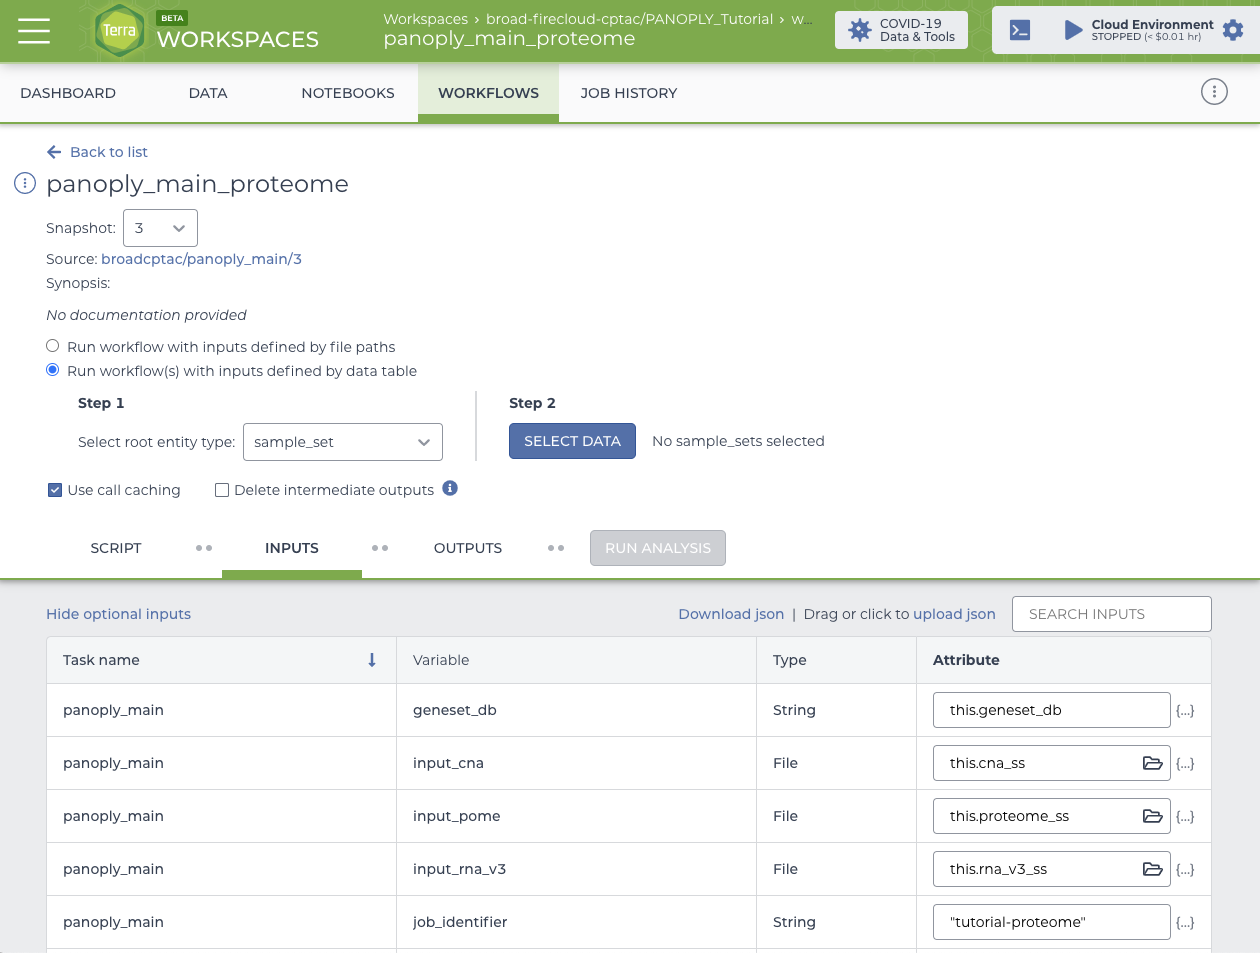 Terra
BETA
WORKSPACES
Workspaces › broad-firecloud-cptac/PANOPLY_Tutorial › w...
panoply_main_proteome
COVID-19
Data & Tools
Cloud Environment
STOPPED (< $0.01 hr)
DASHBOARD
DATA
NOTEBOOKS
WORKFLOWS
JOB HISTORY
Back to list
panoply_main_proteome
Snapshot: 3
Source: broadcptac/panoply_main/3
Synopsis:
No documentation provided
Run workflow with inputs defined by file paths
Run workflow(s) with inputs defined by data table
Step 1
Select root entity type: sample_set
Step 2
SELECT DATA No sample_sets selected
Use call caching
Delete intermediate outputs
SCRIPT
INPUTS
OUTPUTS
RUN ANALYSIS
Hide optional inputs
Download json | Drag or click to upload json
SEARCH INPUTS
Task name Variable Type Attribute
panoply_main geneset_db String this.geneset_db {...}
panoply_main input_cna File this.cna_ss {...}
panoply_main input_pome File this.proteome_ss {...}
panoply_main input_rna_v3 File this.rna_v3_ss {...}
panoply_main job_identifier String "tutorial-proteome" {...}